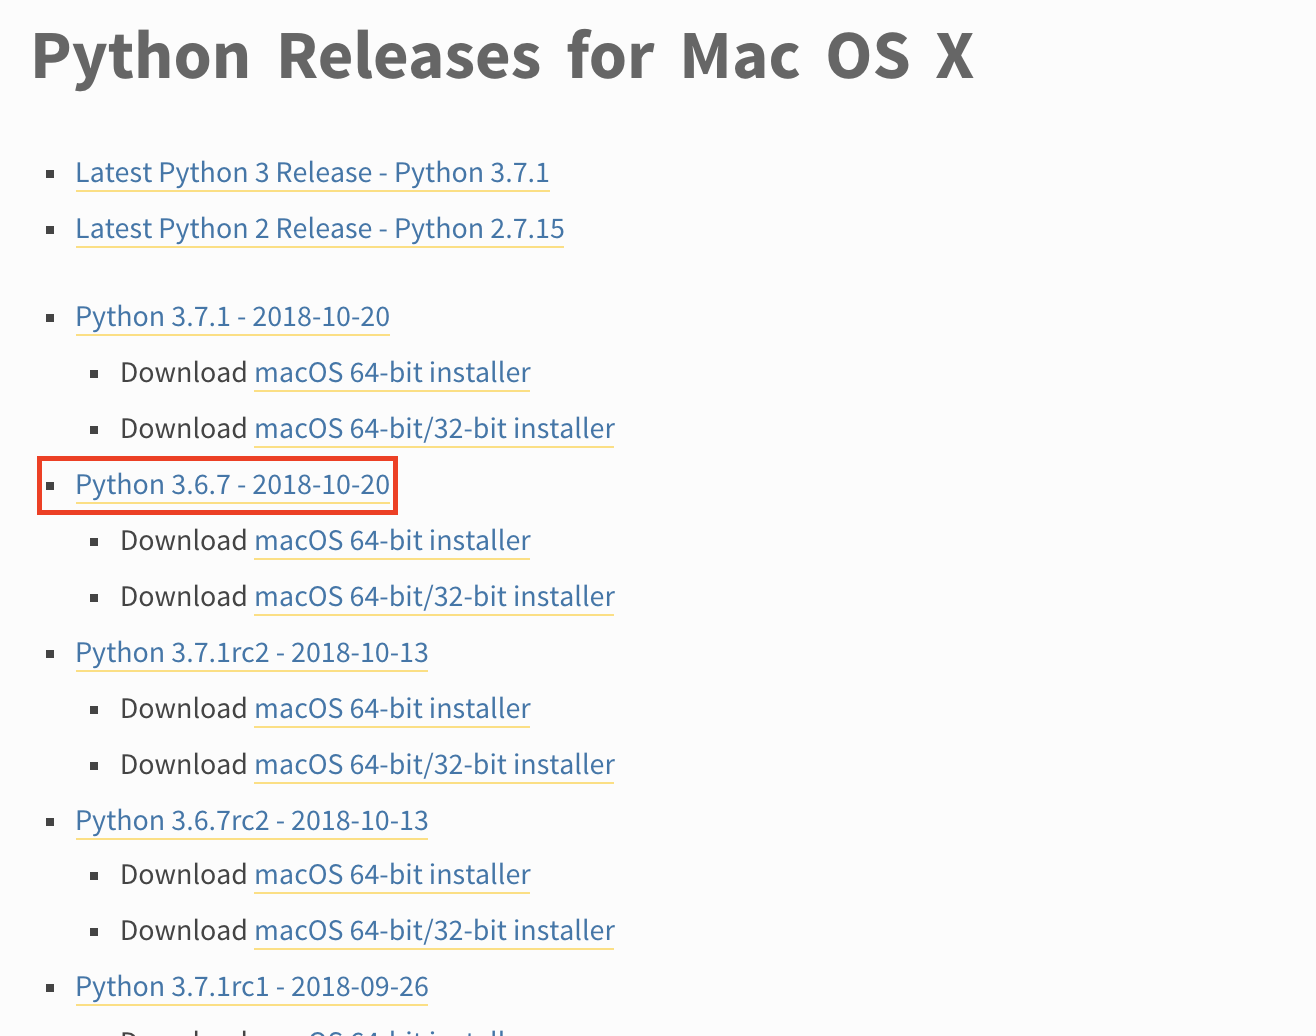 Python Releases for Mac OS X
Latest Python 3 Release - Python 3.7.1
Latest Python 2 Release - Python 2.7.15
Python 3.7.1 - 2018-10-20
Download macOS 64-bit installer
Download macOS 64-bit/32-bit installer
Python 3.6.7 - 2018-10-20
Download macOS 64-bit installer
Download macOS 64-bit/32-bit installer
Python 3.7.1rc2 - 2018-10-13
Download macOS 64-bit installer
Download macOS 64-bit/32-bit installer
Python 3.6.7rc2 - 2018-10-13
Download macOS 64-bit installer
Download macOS 64-bit/32-bit installer
Python 3.7.1rc1 - 2018-09-26